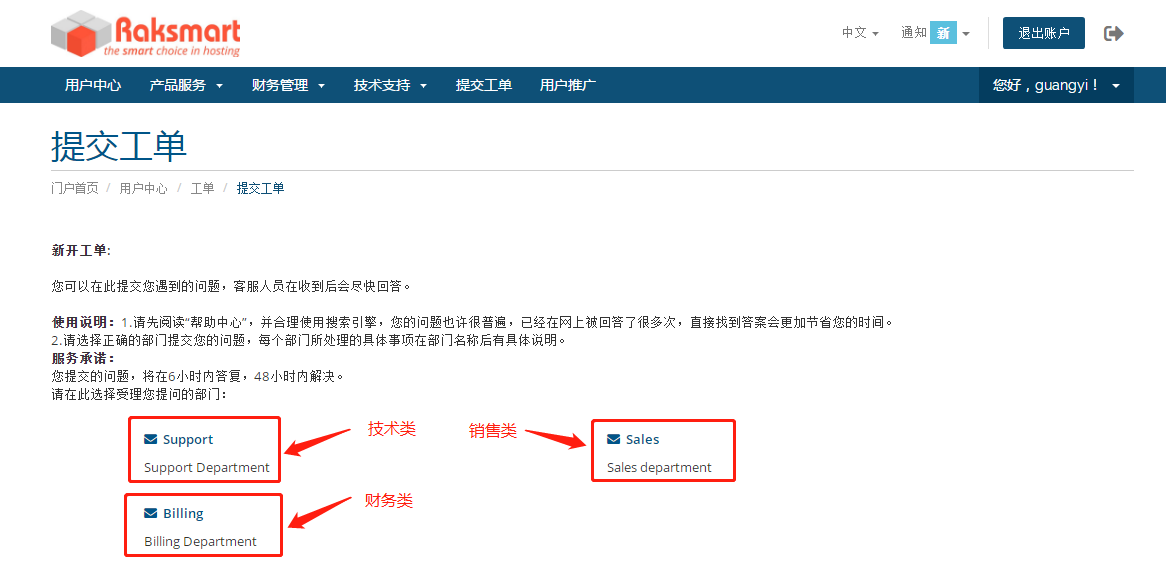 Raksmart
the smart choice in hosting
中文 通知 新 退出账户
用户中心 产品服务 财务管理 技术支持 提交工单 用户推广 您好，guangyi！
提交工单
门户首页 / 用户中心 / 工单 / 提交工单
新开工单:
您可以在此提交您遇到的问题，客服人员在收到后会尽快回答。
使用说明：1.请先阅读“帮助中心”，并合理使用搜索引擎，您的问题也许很普遍，已经在网上被回答了很多次，直接找到答案会更加节省您的时间。
2.请选择正确的部门提交您的问题，每个部门所处理的具体事项在部门名称后有具体说明。
服务承诺：
您提交的问题，将在6小时内答复，48小时内解决。
请在此选择受理您提问的部门：
Support 技术类 销售类 Sales
Support Department Sales department
Billing 财务类
Billing Department